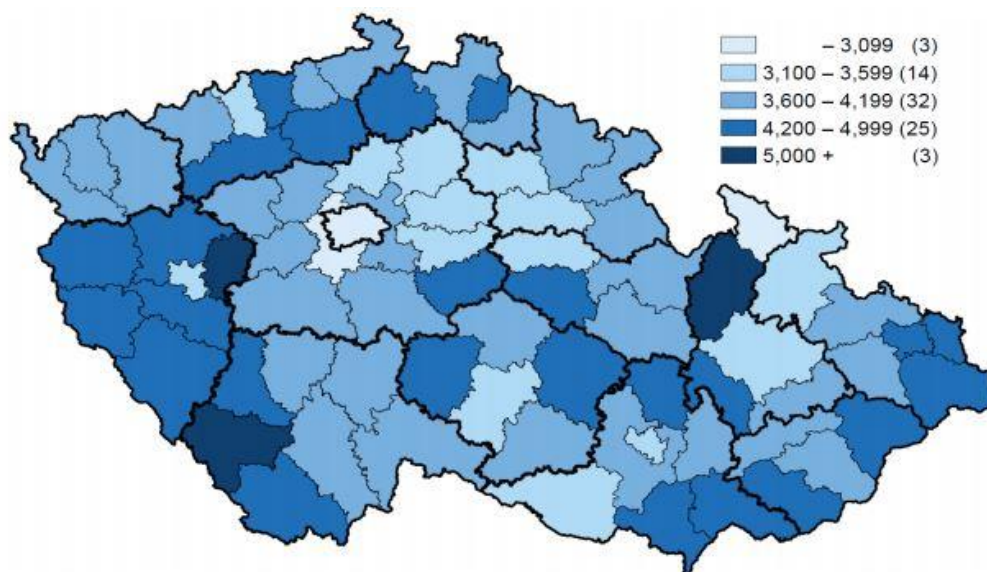 – 3,099 (3)
3,100 – 3,599 (14)
3,600 – 4,199 (32)
4,200 – 4,999 (25)
5,000 + (3)